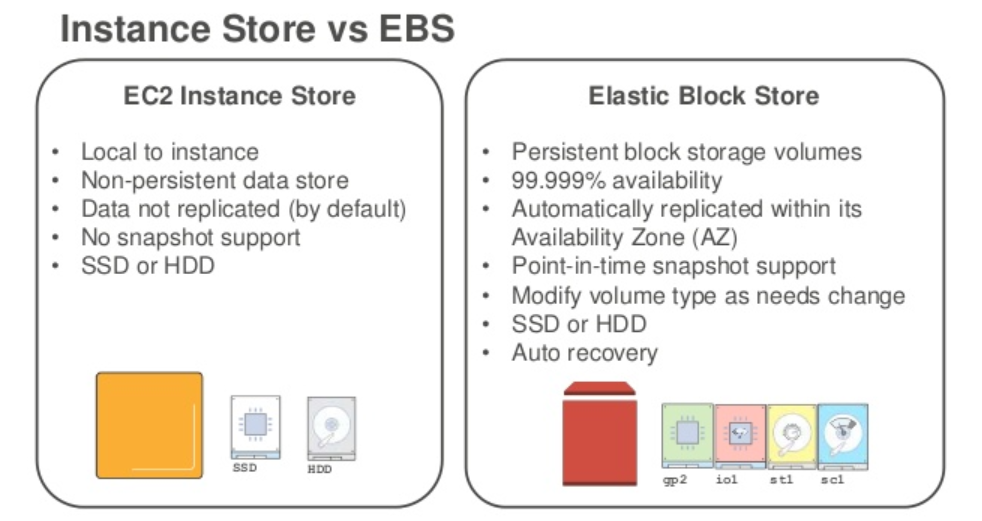 Instance Store vs EBS
EC2 Instance Store
• Local to instance
• Non-persistent data store
• Data not replicated (by default)
• No snapshot support
• SSD or HDD
SSD
HDD
Elastic Block Store
• Persistent block storage volumes
• 99.999% availability
• Automatically replicated within its
Availability Zone (AZ)
• Point-in-time snapshot support
• Modify volume type as needs change
• SSD or HDD
• Auto recovery
gp2
io1
st1
sc1